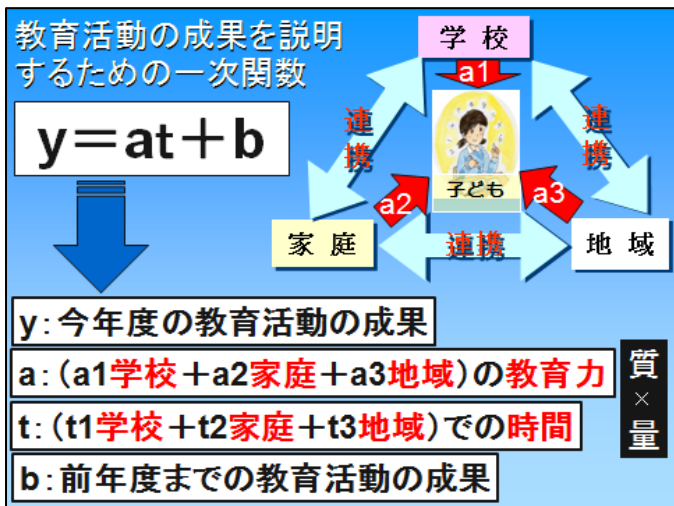 教育活動の成果を説明
するための一次関数
y=at+b
学校
a1
連携
連携
子ども
a2
a3
家庭
連携
地域
y:今年度の教育活動の成果
a:(a1学校+a2家庭+a3地域)の教育力
t:(t1学校+t2家庭+t3地域)での時間
b:前年度までの教育活動の成果
質
×
量